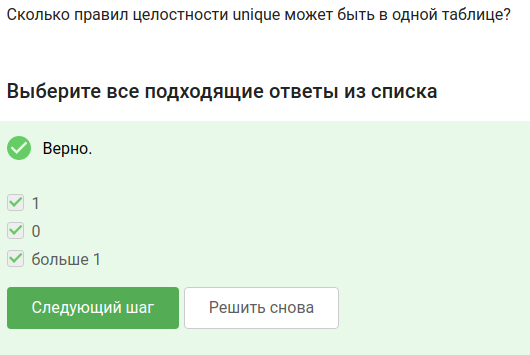 Сколько правил целостности unique может быть в одной таблице?
Выберите все подходящие ответы из списка
Верно.
1
0
больше 1
Следующий шаг Решить снова